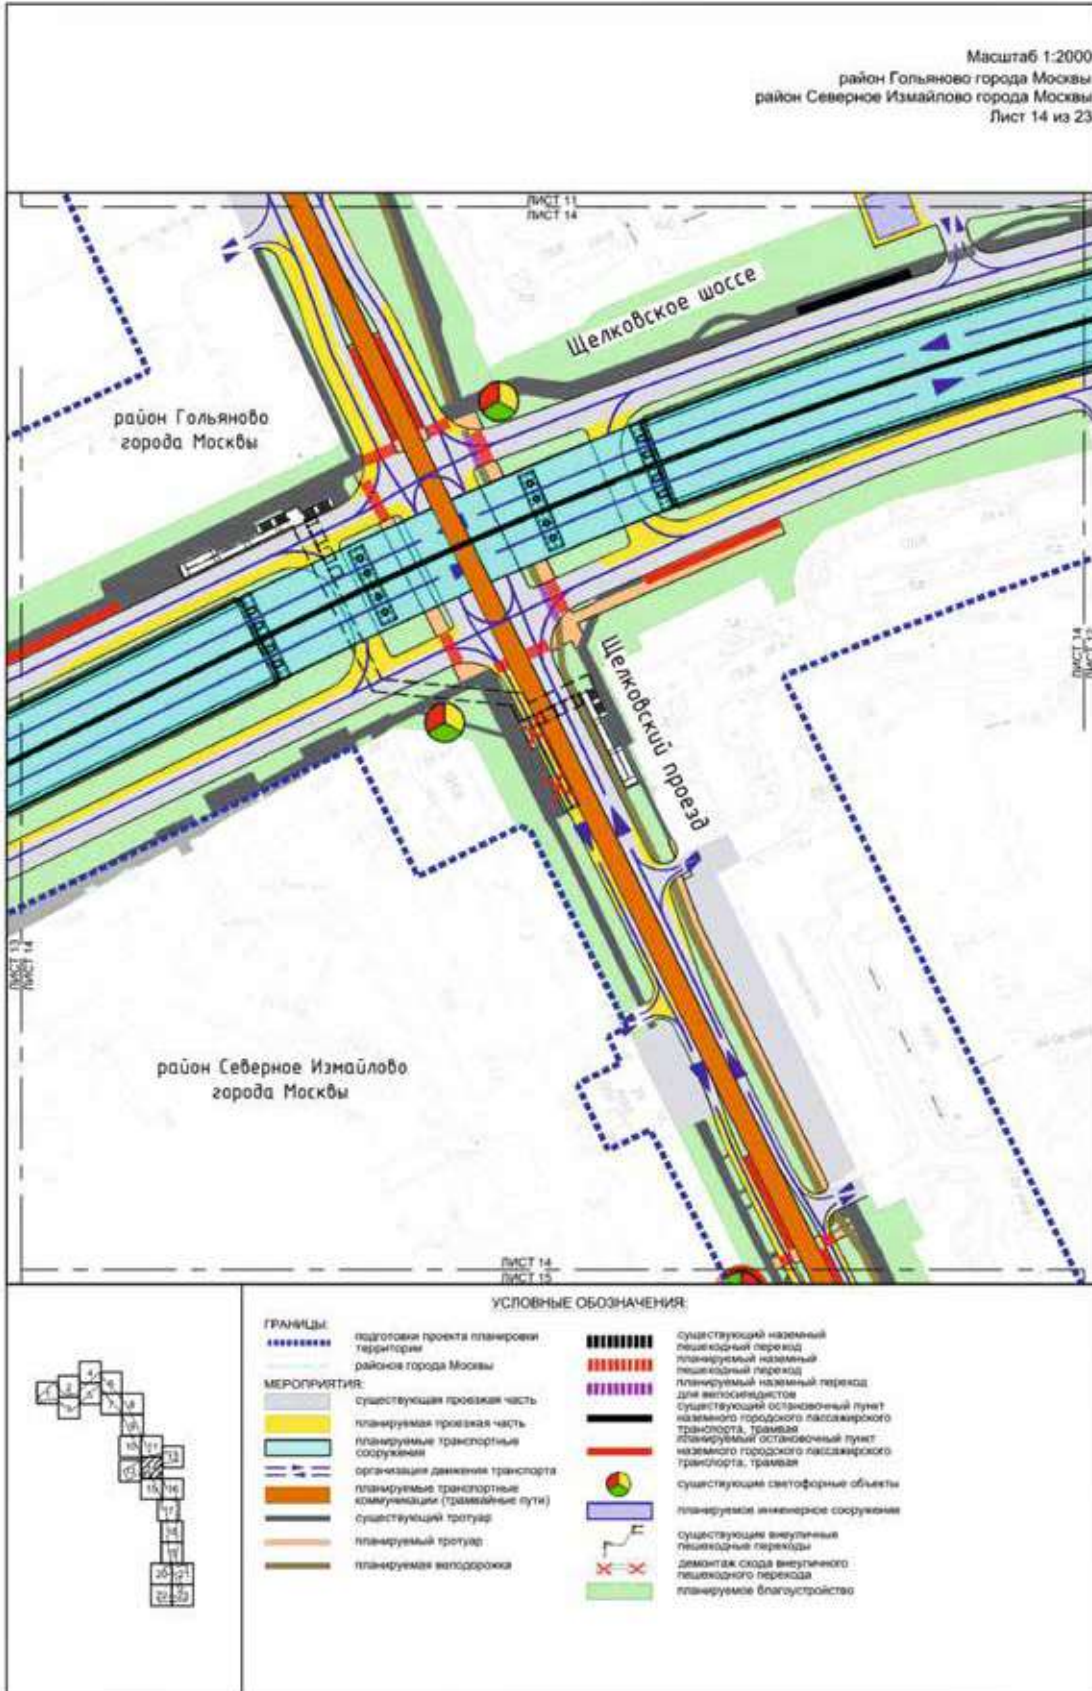 Масштаб 1:2000
район Гольяново города Москвы
район Северное Измайлово города Москвы
Лист 14 из 23
ЛИСТ 11
ЛИСТ 14
Щелковское шоссе
район Гольяново
города Москвы
Щелковский проезд
ЛИСТ 14
ЛИСТ 13
ЛИСТ 14
район Северное Измайлово
города Москвы
ЛИСТ 14
ЛИСТ 15
УСЛОВНЫЕ ОБОЗНАЧЕНИЯ:
ГРАНИЦЫ:
подготовки проекта планировки
территории
районов города Москвы
МЕРОПРИЯТИЯ:
существующая проезжая часть
планируемая проезжая часть
планируемые транспортные
сооружения
организация движения транспорта
планируемые транспортные
коммуникации (трамвайные пути)
существующий тротуар
планируемый тротуар
планируемая велодорожка
существующий наземный
пешеходный переход
планируемый наземный
пешеходный переход
планируемый наземный переход
для велосипедистов
существующий остановочный пункт
наземного городского пассажирского
транспорта, трамвая
планируемый остановочный пункт
наземного городского пассажирского
транспорта, трамвая
существующие светофорные объекты
планируемое инженерное сооружение
существующие внеуличные
пешеходные переходы
демонтаж схода внеуличного
пешеходного перехода
планируемое благоустройство